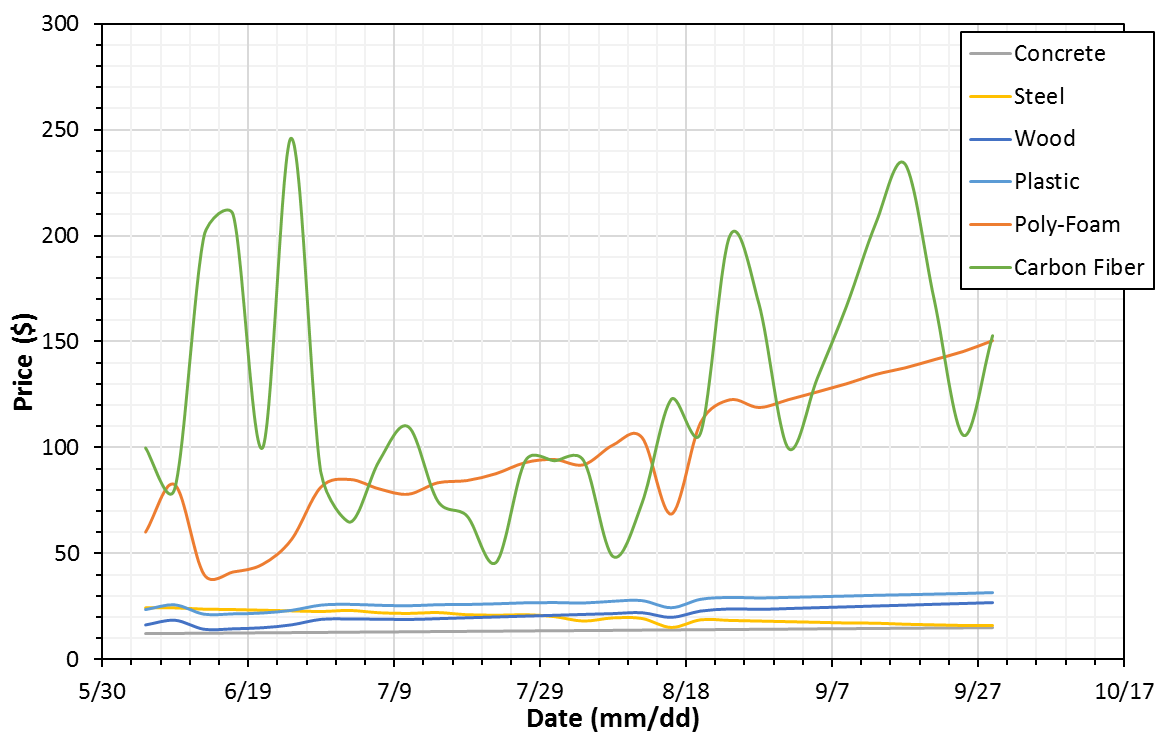 300
250
200
150
100
50
0
Price ($)
5/30
6/19
7/9
7/29
8/18
9/7
9/27
10/17
Date (mm/dd)
Concrete
Steel
Wood
Plastic
Poly-Foam
Carbon Fiber